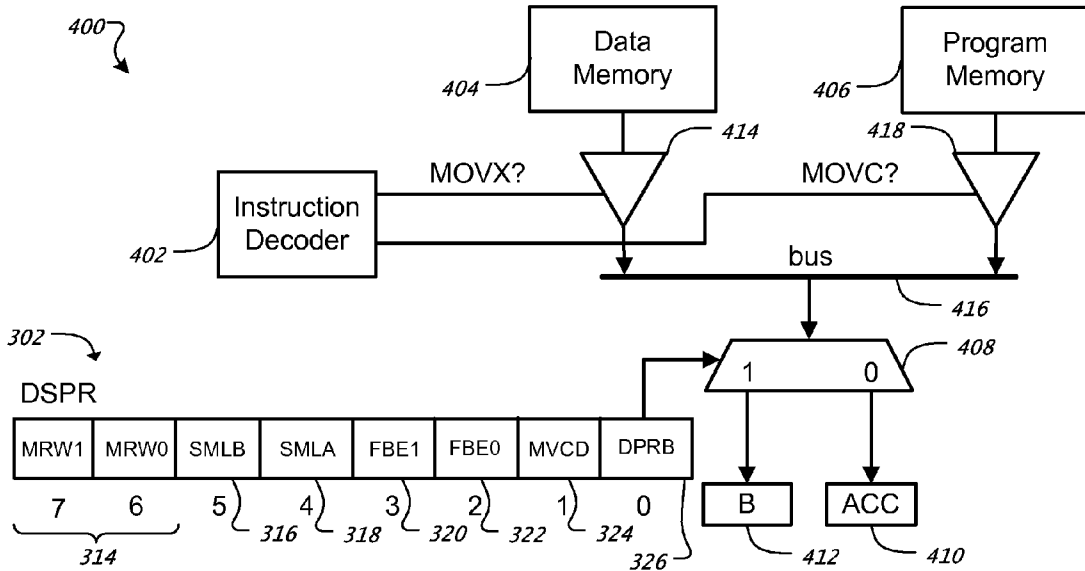 400
Data
Memory
404
Program
Memory
406
414
418
MOVX?
MOVC?
Instruction
Decoder
402
bus
416
302
408
1 0
DSPR
MRW1 MRW0 SMLB SMLA FBE1 FBE0 MVCD DPRB
7 6 5 4 3 2 1 0
314 316 318 320 322 324 326
B ACC
412 410